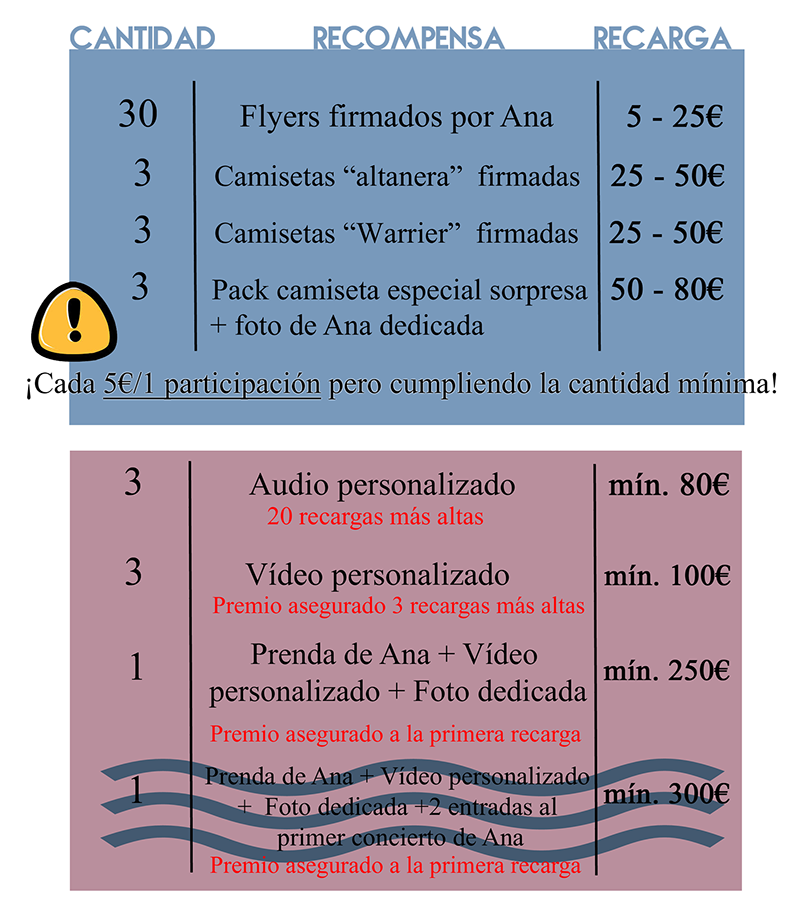 CANTIDAD RECOMPENSA RECARGA
30 Flyers firmados por Ana 5 - 25€
3 Camisetas “altanera” firmadas 25 - 50€
3 Camisetas “Warrier” firmadas 25 - 50€
3 Pack camiseta especial sorpresa 50 - 80€
+ foto de Ana dedicada
!
¡Cada 5€/1 participación pero cumpliendo la cantidad mínima!
3 Audio personalizado mín. 80€
20 recargas más altas
3 Vídeo personalizado mín. 100€
Premio asegurado 3 recargas más altas
Prenda de Ana + Vídeo
1 personalizado + Foto dedicada mín. 250€
Premio asegurado a la primera recarga
Prenda de Ana + Vídeo personalizado
1 + Foto dedicada +2 entradas al mín. 300€
primer concierto de Ana
Premio asegurado a la primera recarga